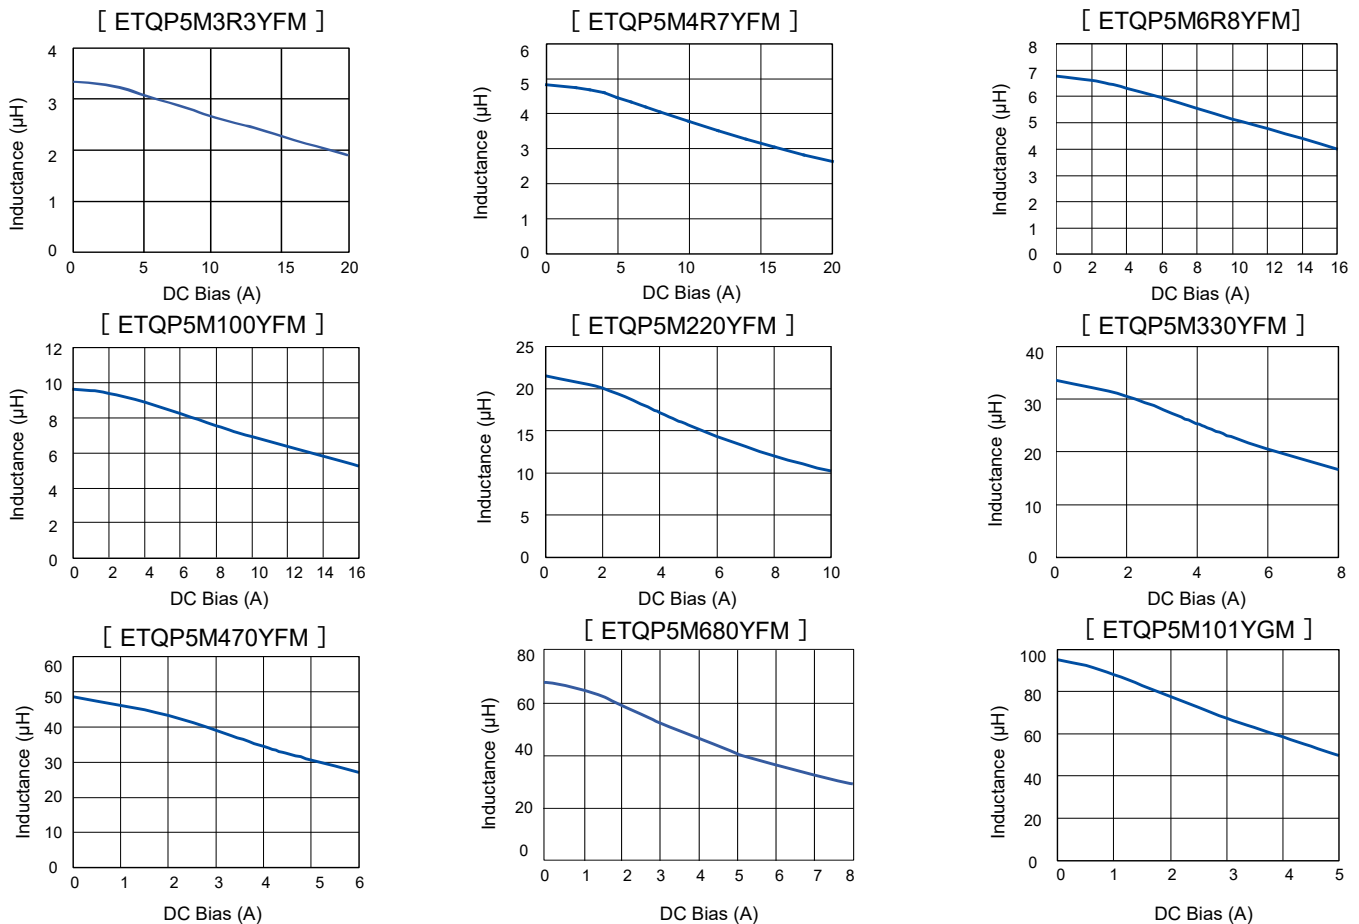 [ ETQP5M3R3YFM ]
4
3
2
1
0
0 5 10 15 20
Inductance (µH)
DC Bias (A)
[ ETQP5M4R7YFM ]
6
5
4
3
2
1
0
0 5 10 15 20
Inductance (µH)
DC Bias (A)
[ ETQP5M6R8YFM]
8
7
6
5
4
3
2
1
0
0 2 4 6 8 10 12 14 16
Inductance (µH)
DC Bias (A)
[ ETQP5M100YFM ]
12
10
8
6
4
2
0
0 2 4 6 8 10 12 14 16
Inductance (µH)
DC Bias (A)
[ ETQP5M220YFM ]
25
20
15
10
5
0
0 2 4 6 8 10
Inductance (µH)
DC Bias (A)
[ ETQP5M330YFM ]
40
30
20
10
0
0 2 4 6 8
Inductance (µH)
DC Bias (A)
[ ETQP5M470YFM ]
60
50
40
30
20
10
0
0 1 2 3 4 5 6
Inductance (µH)
DC Bias (A)
[ ETQP5M680YFM ]
80
60
40
20
0
0 1 2 3 4 5 6 7 8
Inductance (µH)
DC Bias (A)
[ ETQP5M101YGM ]
100
80
60
40
20
0
0 1 2 3 4 5
Inductance (µH)
DC Bias (A)